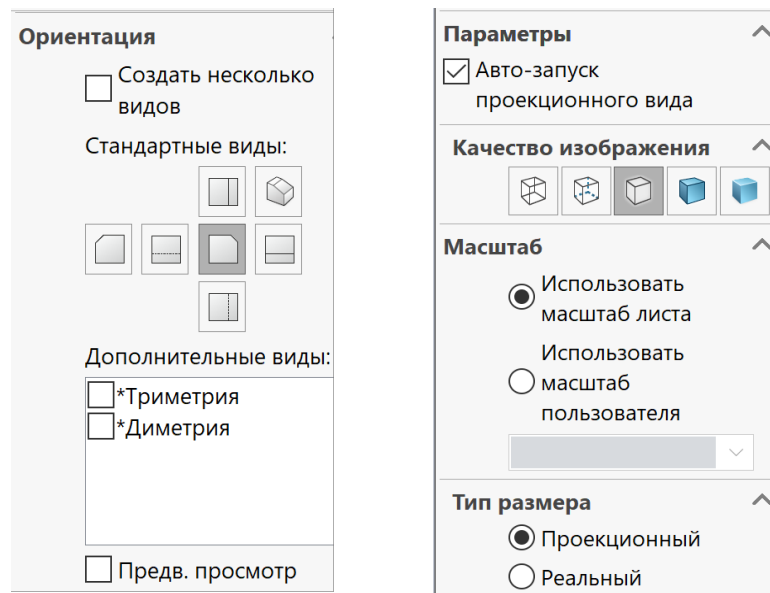 Ориентация
Создать несколько
видов
Стандартные виды:
Дополнительные виды:
*Триметрия
*Диметрия
Предв. просмотр
Параметры
Авто-запуск
проекционного вида
Качество изображения
Масштаб
Использовать
масштаб листа
Использовать
масштаб
пользователя
Тип размера
Проекционный
Реальный